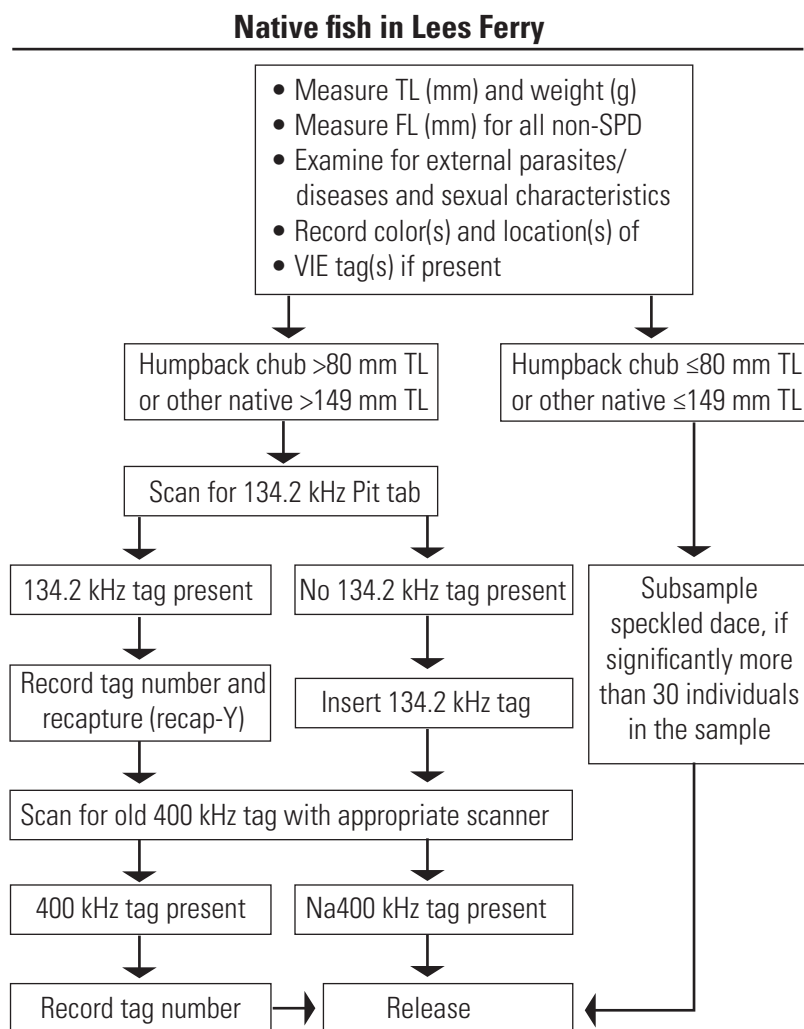 Native fish in Lees Ferry
• Measure TL (mm) and weight (g)
• Measure FL (mm) for all non-SPD
• Examine for external parasites/
diseases and sexual characteristics
• Record color(s) and location(s) of
• VIE tag(s) if present
Humpback chub >80 mm TL
or other native >149 mm TL
Humpback chub ≤80 mm TL
or other native ≤149 mm TL
Scan for 134.2 kHz Pit tab
134.2 kHz tag present
No 134.2 kHz tag present
Subsample
speckled dace, if
significantly more
than 30 individuals
in the sample
Record tag number and
recapture (recap-Y)
Insert 134.2 kHz tag
Scan for old 400 kHz tag with appropriate scanner
400 kHz tag present
Na400 kHz tag present
Record tag number
Release